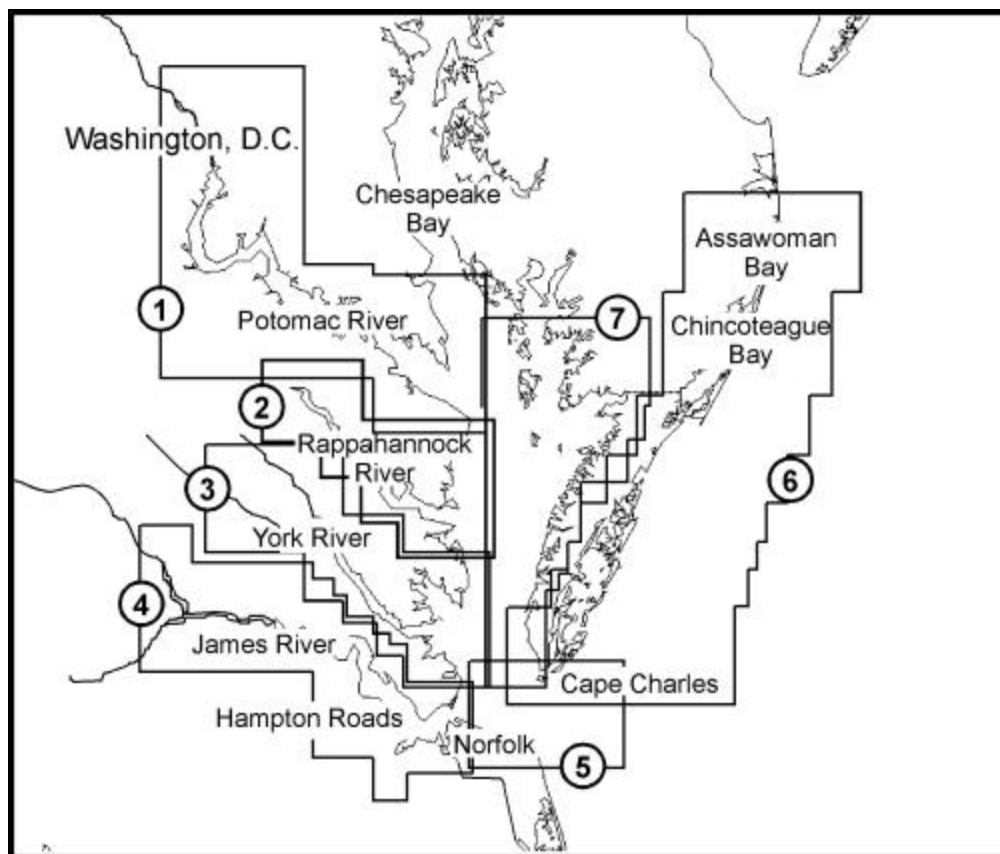 Washington, D.C.
Chesapeake
Bay
Assawoman
Bay
1
Potomac River
7
Chincoteague
Bay
2
Rappahannock
River
3
6
York River
4
James River
Cape Charles
Hampton Roads
Norfolk
5